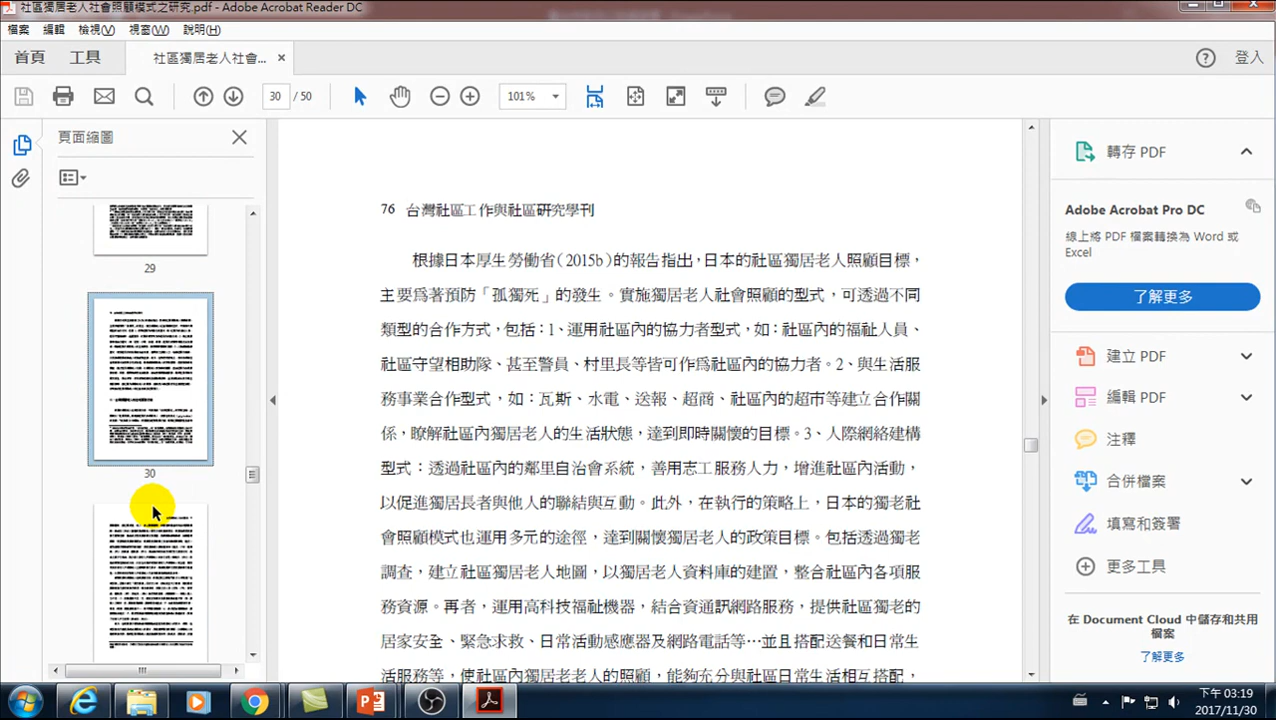 社區獨居老人社會照顧模式之研究.pdf - Adobe Acrobat Reader DC
檔案 編輯 檢視(V) 視窗(W) 說明(H)
首頁 工具 社區獨居老人社會... × 登入
30 / 50 101%
頁面縮圖
29
30
76 台灣社區工作與社區研究學刊
根據日本厚生勞働省(2015b)的報告指出,日本的社區獨居老人照顧目標,
主要為著預防「孤獨死」的發生。實施獨居老人社會照顧的型式,可透過不同
類型的合作方式,包括:1、運用社區內的協力者型式,如:社區內的福祉人員、
社區守望相助隊、甚至警員、村里長等皆可作為社區內的協力者。2、與生活服
務事業合作型式,如:瓦斯、水電、送報、超商、社區內的超市等建立合作關
係,瞭解社區內獨居老人的生活狀態,達到即時關懷的目標。3、人際網絡建構
型式:透過社區內的鄰里自治會系統,善用志工服務人力,增進社區內活動,
以促進獨居長者與他人的聯結與互動。此外,在執行的策略上,日本的獨老社
會照顧模式也運用多元的途徑,達到關懷獨居老人的政策目標。包括透過獨老
調查,建立社區獨居老人地圖,以獨居老人資料庫的建置,整合社區內各項服
務資源。再者,運用高科技福祉機器,結合資通訊網路服務,提供社區獨老的
居家安全、緊急求救、日常活動感應器及網路電話等…並且搭配送餐和日常生
活服務等,使社區內獨居老老人的照顧,能夠充分與社區日常生活相互搭配,
轉存 PDF
Adobe Acrobat Pro DC
線上將 PDF 檔案轉換為 Word 或
Excel
了解更多
建立 PDF
編輯 PDF
注釋
合併檔案
填寫和簽署
更多工具
在 Document Cloud 中儲存和共用
檔案
了解更多
下午 03:19
2017/11/30